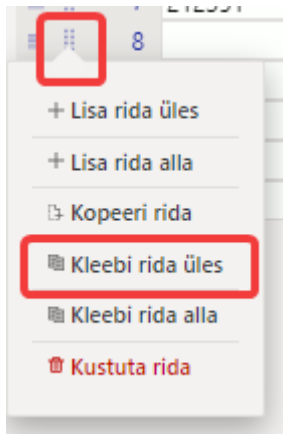 8
Lisa rida üles
Lisa rida alla
Kopeeri rida
Kleebi rida üles
Kleebi rida alla
Kustuta rida